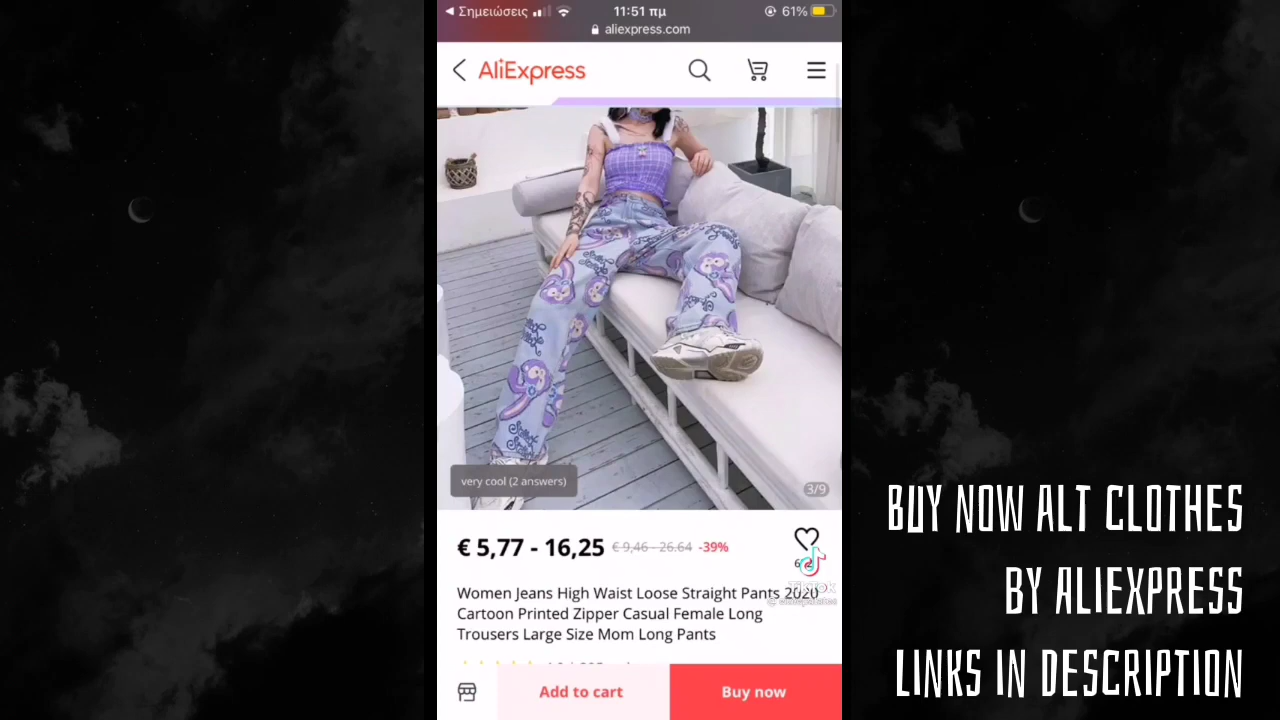 Σημειώσεις
11:51 πμ
61%
aliexpress.com
AliExpress
very cool (2 answers)
3/9
€ 5,77 - 16,25 € 9,46 - 26.64 -39%
TikTok
Women Jeans High Waist Loose Straight Pants 2020
Cartoon Printed Zipper Casual Female Long
Trousers Large Size Mom Long Pants
Add to cart
Buy now
BUY NOW ALT CLOTHES
BY ALIEXPRESS
LINKS IN DESCRIPTION